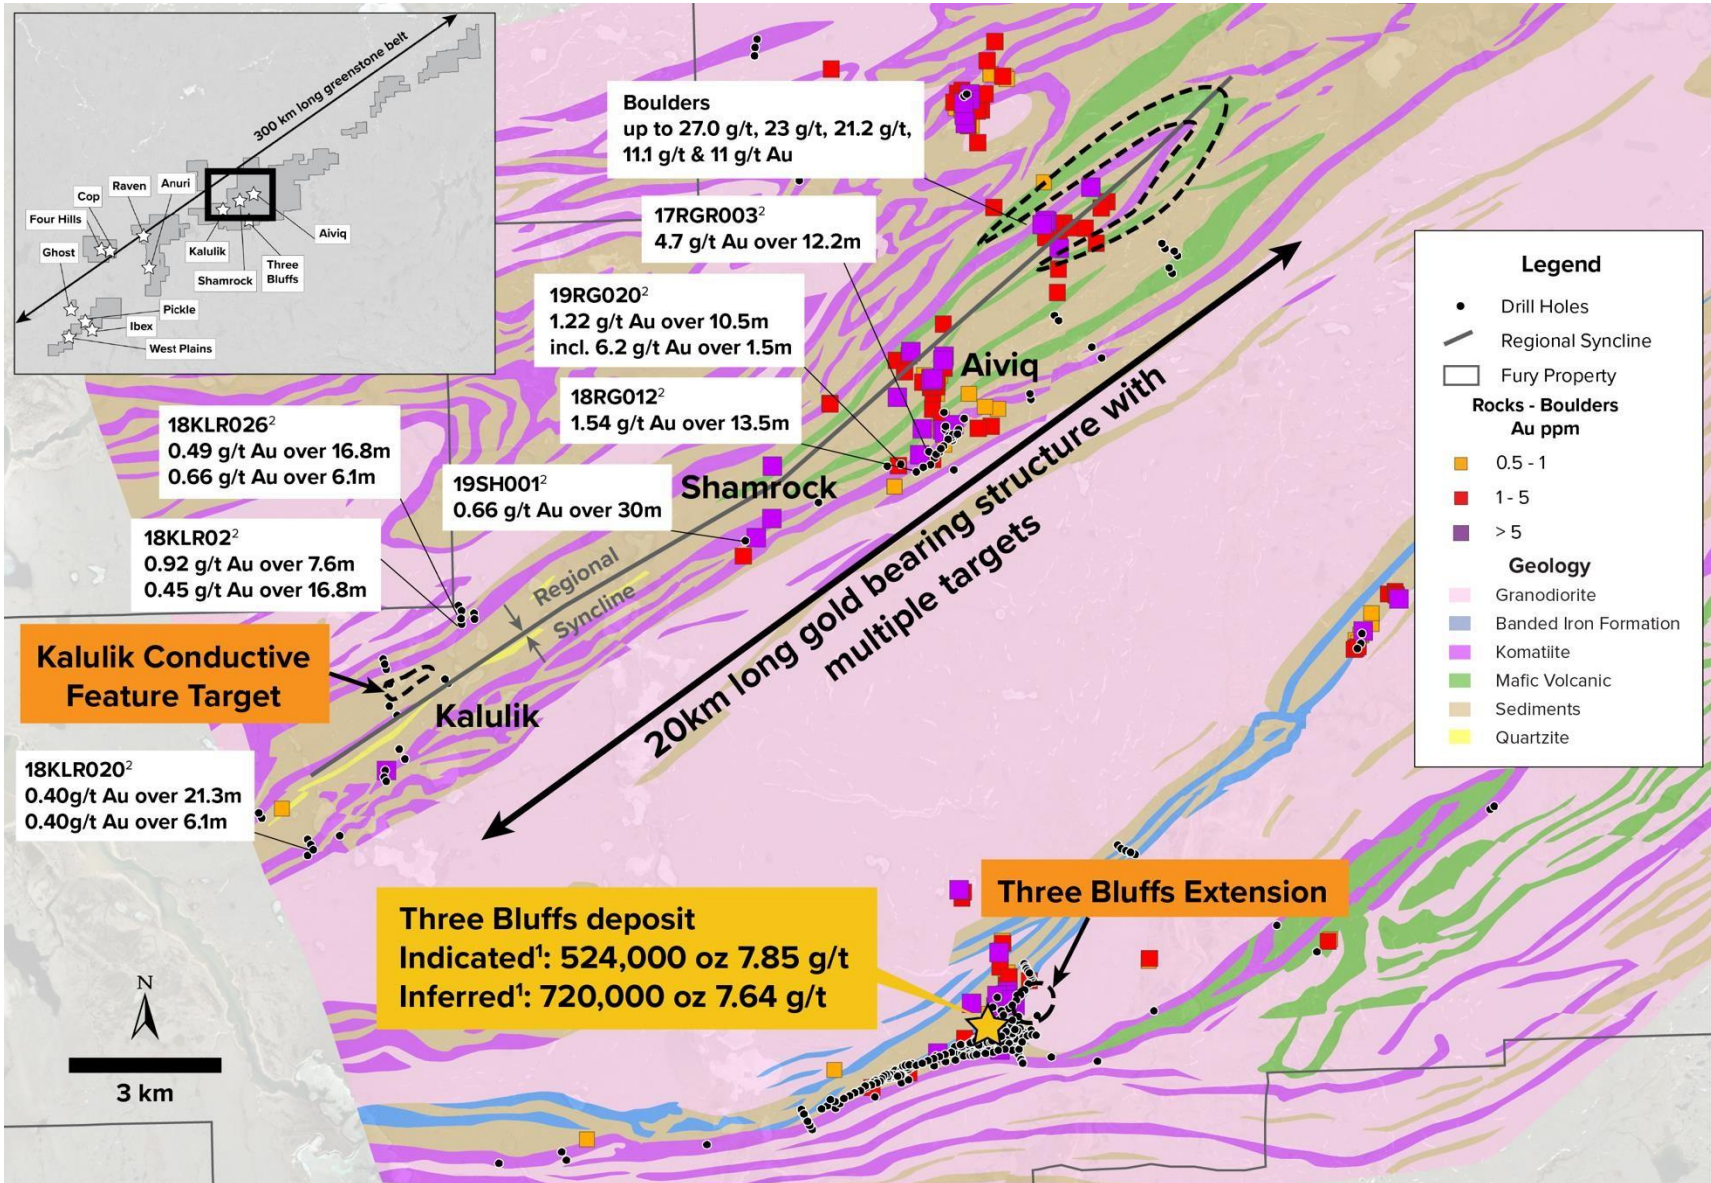 300 km long greenstone belt
Cop
Raven
Anuri
Four Hills
Ghost
Kalulik
Aiviq
Shamrock
Three
Bluffs
Pickle
Ibex
West Plains
Boulders
up to 27.0 g/t, 23 g/t, 21.2 g/t,
11.1 g/t & 11 g/t Au
17RGR003²
4.7 g/t Au over 12.2m
19RG020²
1.22 g/t Au over 10.5m
incl. 6.2 g/t Au over 1.5m
18RG012²
1.54 g/t Au over 13.5m
18KLR026²
0.49 g/t Au over 16.8m
0.66 g/t Au over 6.1m
19SH001²
0.66 g/t Au over 30m
18KLR02²
0.92 g/t Au over 7.6m
0.45 g/t Au over 16.8m
Aiviq
Shamrock
Regional
Syncline
Kalulik Conductive
Feature Target
Kalulik
20km long gold bearing structure with
multiple targets
18KLR020²
0.40g/t Au over 21.3m
0.40g/t Au over 6.1m
Three Bluffs deposit
Indicated¹: 524,000 oz 7.85 g/t
Inferred¹: 720,000 oz 7.64 g/t
Three Bluffs Extension
N
3 km
Legend
Drill Holes
Regional Syncline
Fury Property
Rocks - Boulders
Au ppm
0.5 - 1
1 - 5
> 5
Geology
Granodiorite
Banded Iron Formation
Komatiite
Mafic Volcanic
Sediments
Quartzite